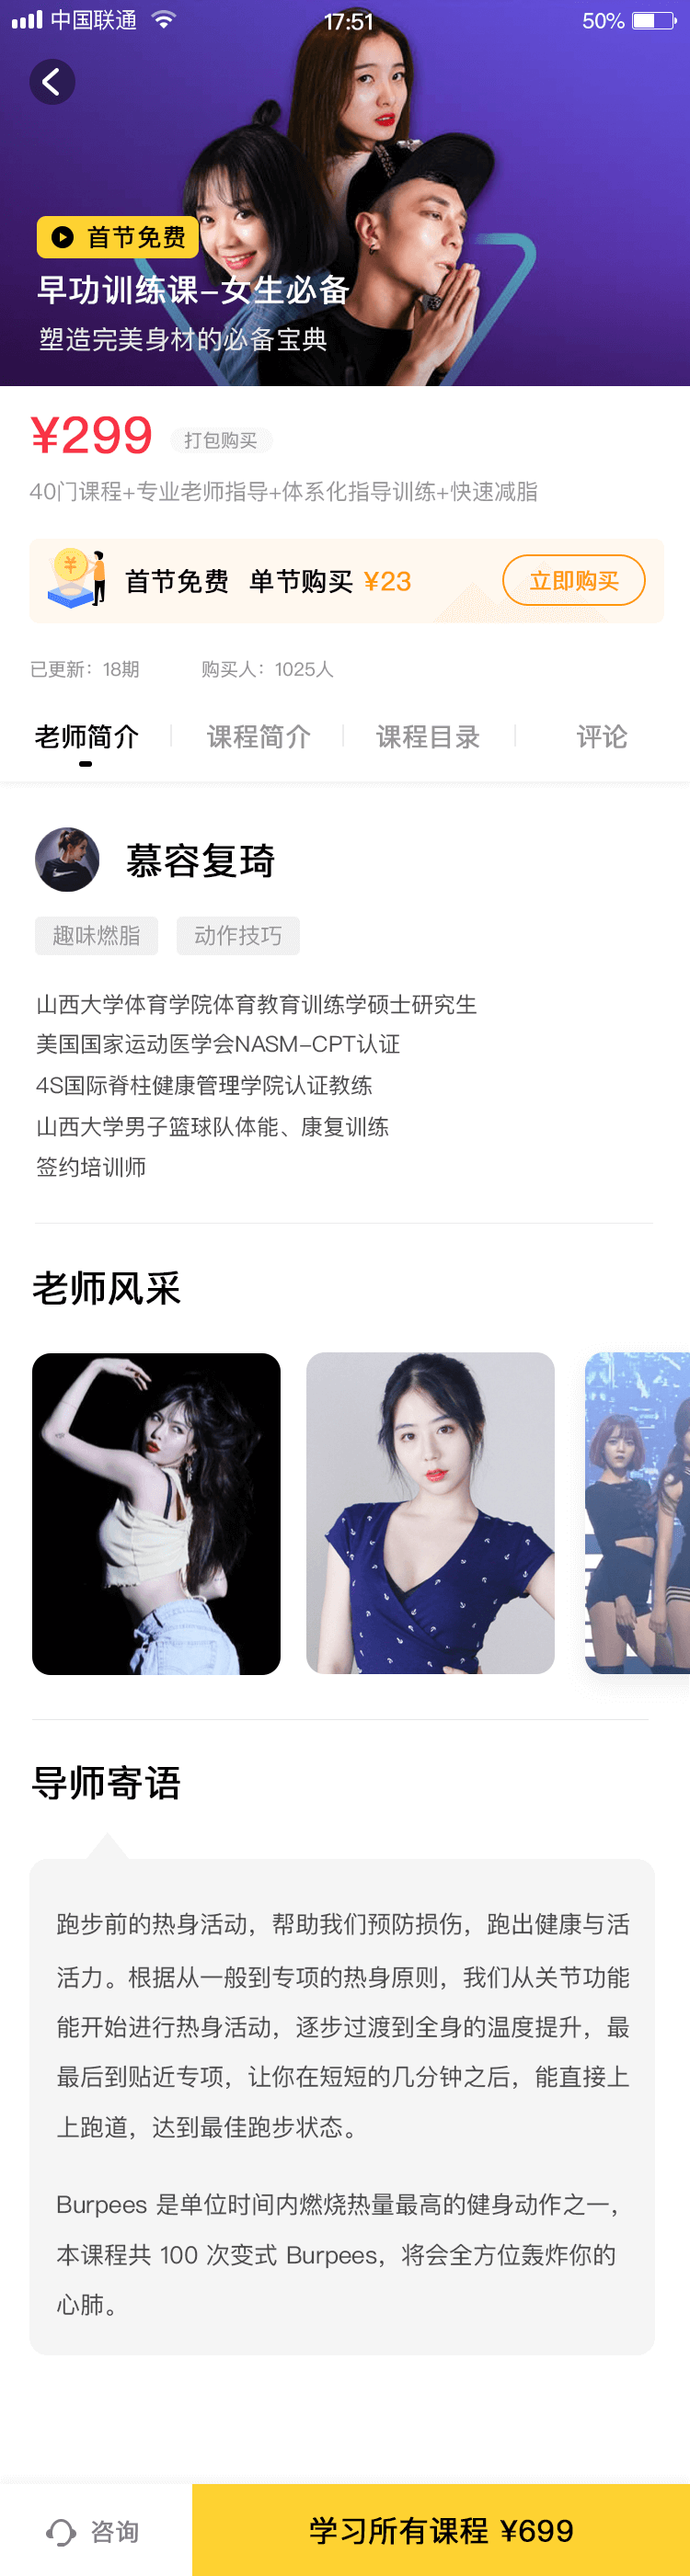 中国联通
17:51
50%
首节免费
早功训练课-女生必备
塑造完美身材的必备宝典
¥299 打包购买
40门课程+专业老师指导+体系化指导训练+快速减脂
首节免费 单节购买 ¥23 立即购买
已更新：18期 购买人：1025人
老师简介 课程简介 课程目录 评论
慕容复琦
趣味燃脂 动作技巧
山西大学体育学院体育教育训练学硕士研究生
美国国家运动医学会NASM-CPT认证
4S国际脊柱健康管理学院认证教练
山西大学男子篮球队体能、康复训练
签约培训师
老师风采
导师寄语
跑步前的热身活动，帮助我们预防损伤，跑出健康与活
活力。根据从一般到专项的热身原则，我们从关节功能
能开始进行热身活动，逐步过渡到全身的温度提升，最
最后到贴近专项，让你在短短的几分钟之后，能直接上
上跑道，达到最佳跑步状态。
Burpees 是单位时间内燃烧热量最高的健身动作之一，
本课程共 100 次变式 Burpees，将会全方位轰炸你的
心肺。
咨询 学习所有课程 ¥699